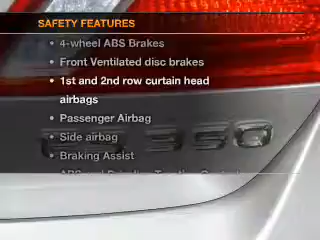 SAFETY FEATURES
• 4-wheel ABS Brakes
• Front Ventilated disc brakes
• 1st and 2nd row curtain head
airbags
• Passenger Airbag
• Side airbag
ES 350
• Braking Assist